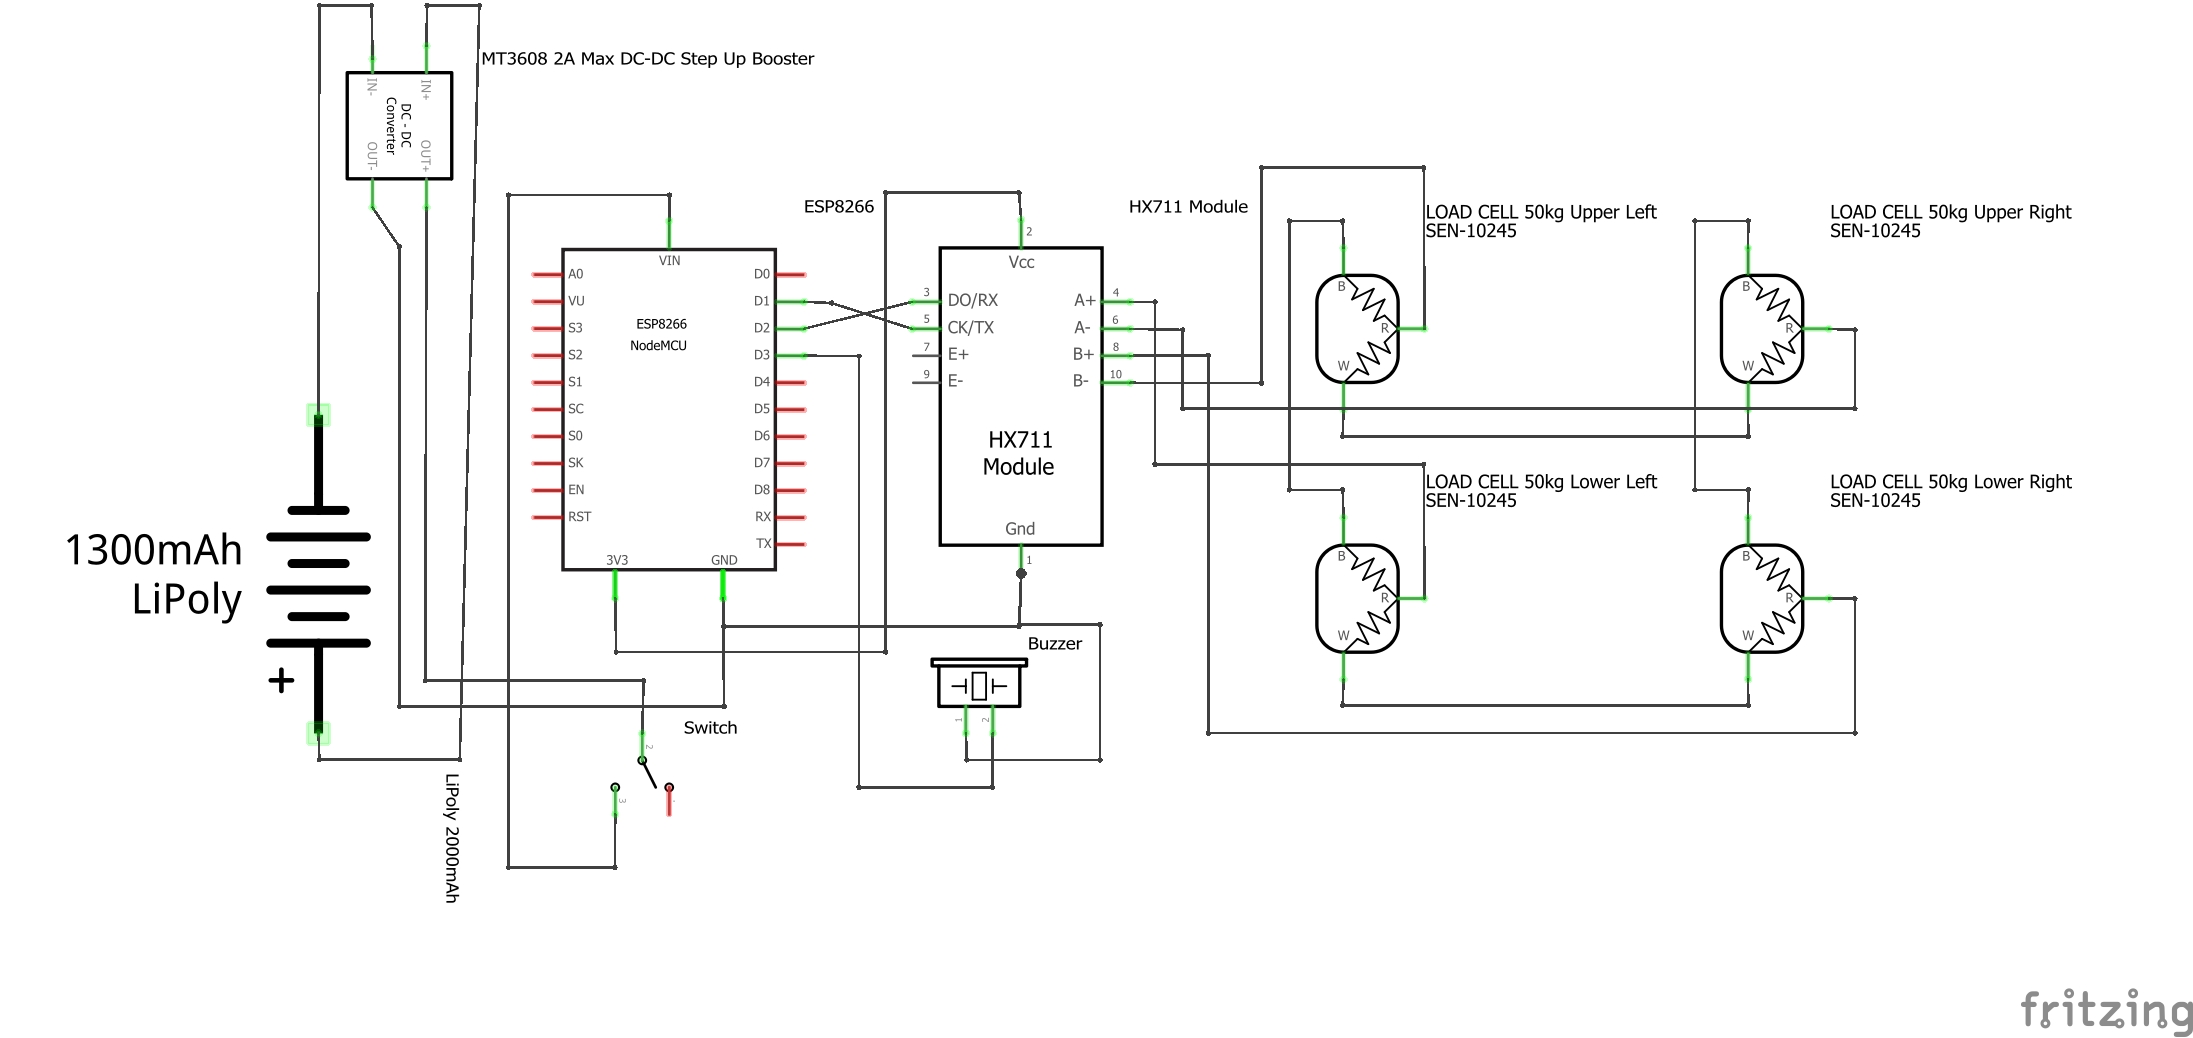 MT3608 2A Max DC-DC Step Up Booster
IN-
IN+
DC - DC
Converter
OUT-
OUT+
1300mAh
LiPoly
+
LiPoly 2000mAh
ESP8266
VIN
A0
VU
S3
S2
S1
SC
S0
SK
EN
RST
ESP8266
NodeMCU
D0
D1
D2
D3
D4
D5
D6
D7
D8
RX
TX
3V3
GND
Switch
2
3
HX711 Module
2
Vcc
3
DO/RX
5
CK/TX
7
E+
9
E-
A+
4
A-
6
B+
8
B-
10
HX711
Module
Gnd
1
Buzzer
1
2
LOAD CELL 50kg Upper Left
SEN-10245
B
R
W
LOAD CELL 50kg Upper Right
SEN-10245
B
R
W
LOAD CELL 50kg Lower Left
SEN-10245
B
R
W
LOAD CELL 50kg Lower Right
SEN-10245
B
R
W
fritzing